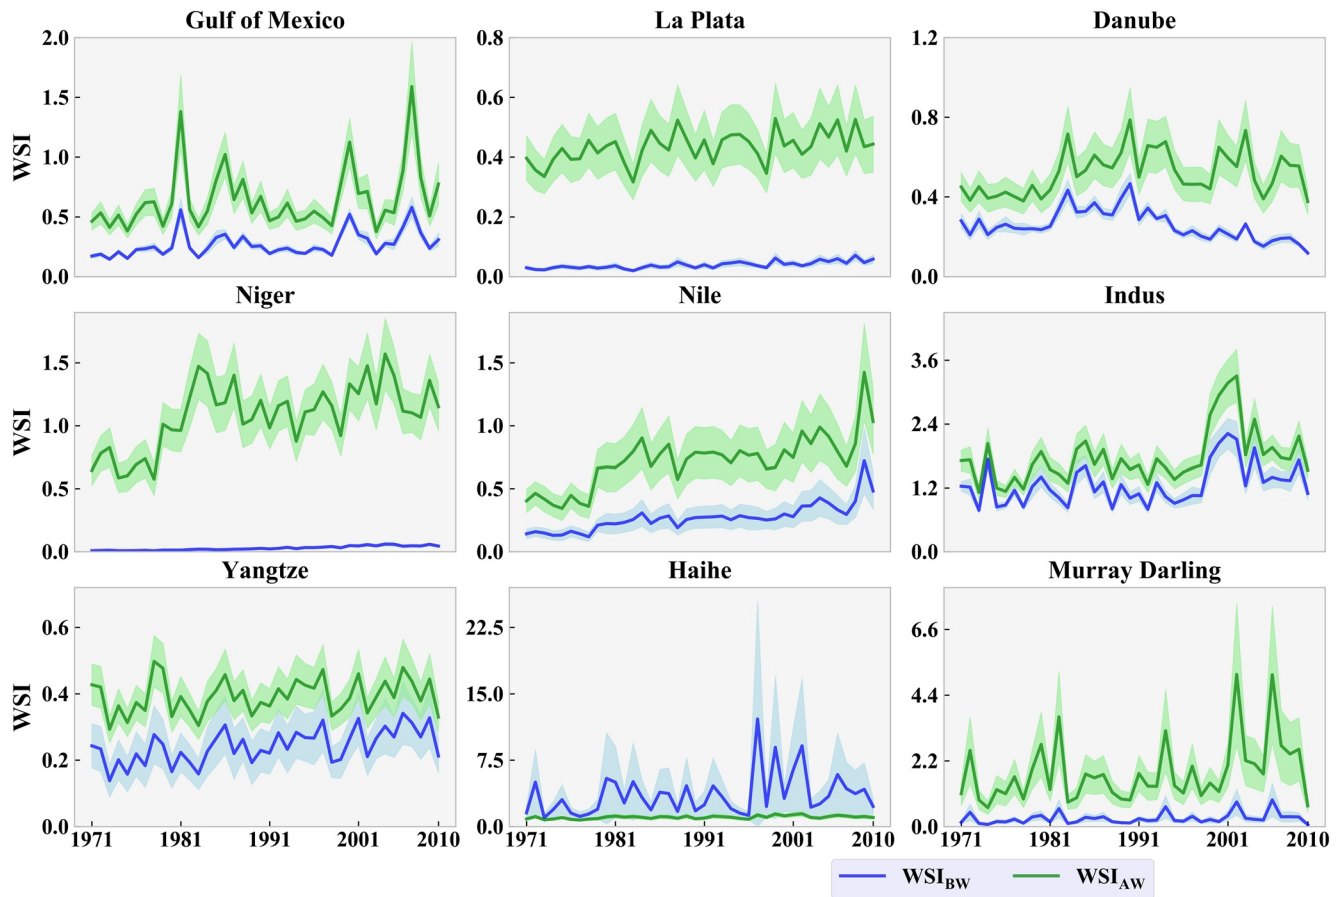 Gulf of Mexico La Plata Danube
2.0 0.8 1.2
1.5 0.6 0.8
1.0 0.4 0.4
0.5 0.2 0.0
0.0 0.0
WSI
Niger Nile Indus
1.5 1.5 3.6
1.0 1.0 2.4
0.5 0.5 1.2
0.0 0.0 0.0
WSI
Yangtze Haihe Murray Darling
0.6 22.5 6.6
0.4 15.0 4.4
0.2 7.5 2.2
0.0 0.0 0.0
WSI
1971 1981 1991 2001 2010 1971 1981 1991 2001 2010 1971 1981 1991 2001 2010
WSI_BW WSI_AW